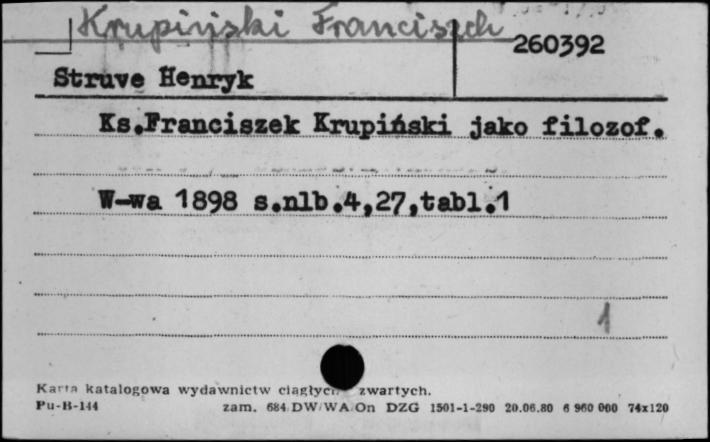 Krupiński Franciszek
260392
Struve Henryk
Ks.Franciszek Krupiński jako filozof.
W-wa 1898 s.nlb.4,27,tabl.1
1
Karta katalogowa wydawnictw ciągłych zwartych.
Pu-B-144 zam. 684/DW/WA/On DZG 1501-1-290 20.06.80 6 960 000 74x120